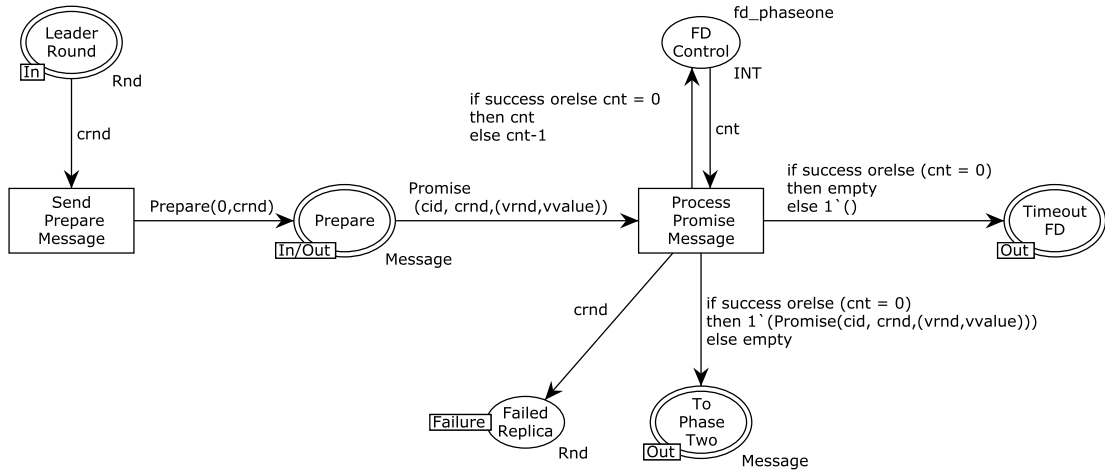 Leader
Round
In
Rnd
crnd
fd_phaseone
FD
Control
INT
if success orelse cnt = 0
then cnt
else cnt-1
cnt
Send
Prepare
Message
Prepare(0,crnd)
Prepare
In/Out
Message
Promise
(cid, crnd,(vrnd,vvalue))
Process
Promise
Message
if success orelse (cnt = 0)
then empty
else 1`()
Timeout
FD
Out
crnd
if success orelse (cnt = 0)
then 1`(Promise(cid, crnd,(vrnd,vvalue)))
else empty
Failure
Failed
Replica
Rnd
To
Phase
Two
Out
Message